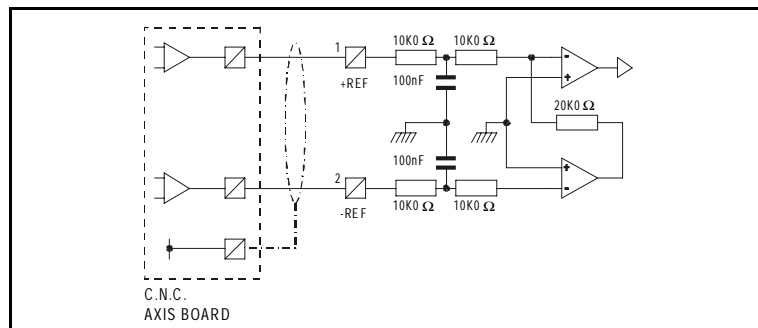 10K0 Ω 10K0 Ω
1
+REF
100nF
-
+
20K0 Ω
100nF
+
-
2
-REF
10K0 Ω 10K0 Ω
C.N.C.
AXIS BOARD